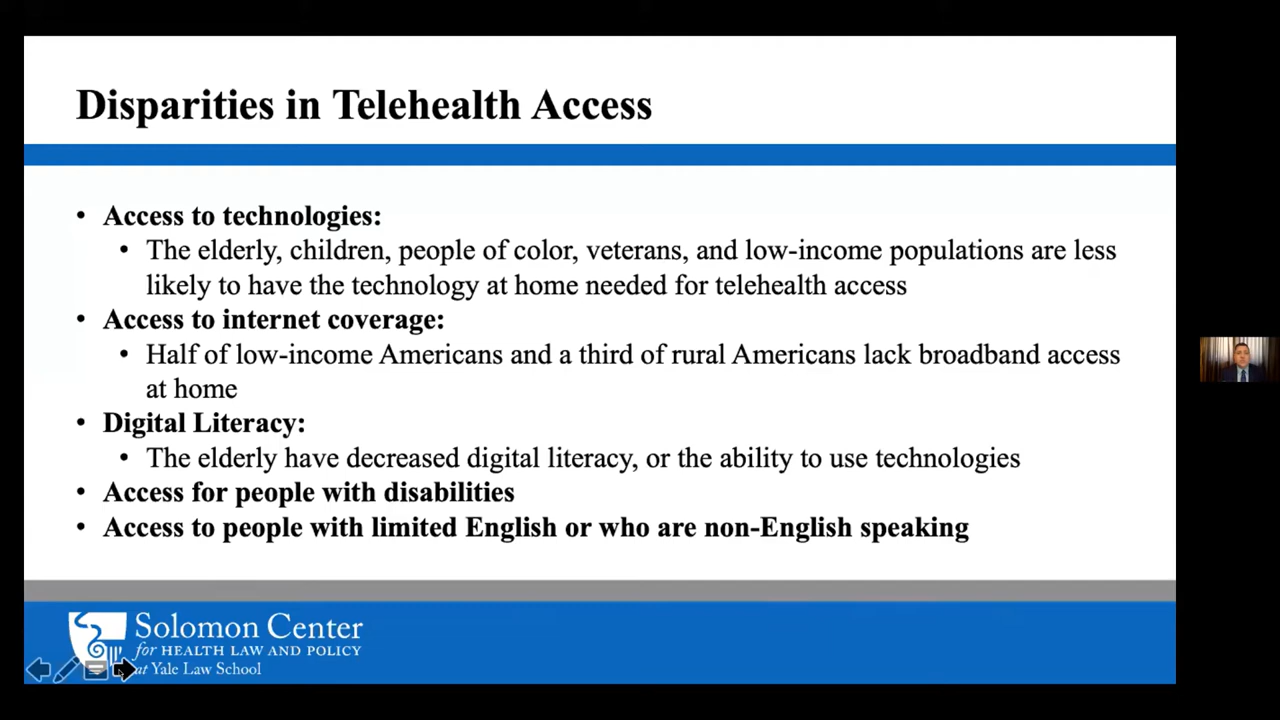 Disparities in Telehealth Access
• Access to technologies:
• The elderly, children, people of color, veterans, and low-income populations are less
likely to have the technology at home needed for telehealth access
• Access to internet coverage:
• Half of low-income Americans and a third of rural Americans lack broadband access
at home
• Digital Literacy:
• The elderly have decreased digital literacy, or the ability to use technologies
• Access for people with disabilities
• Access to people with limited English or who are non-English speaking
Solomon Center
for HEALTH LAW AND POLICY
at Yale Law School